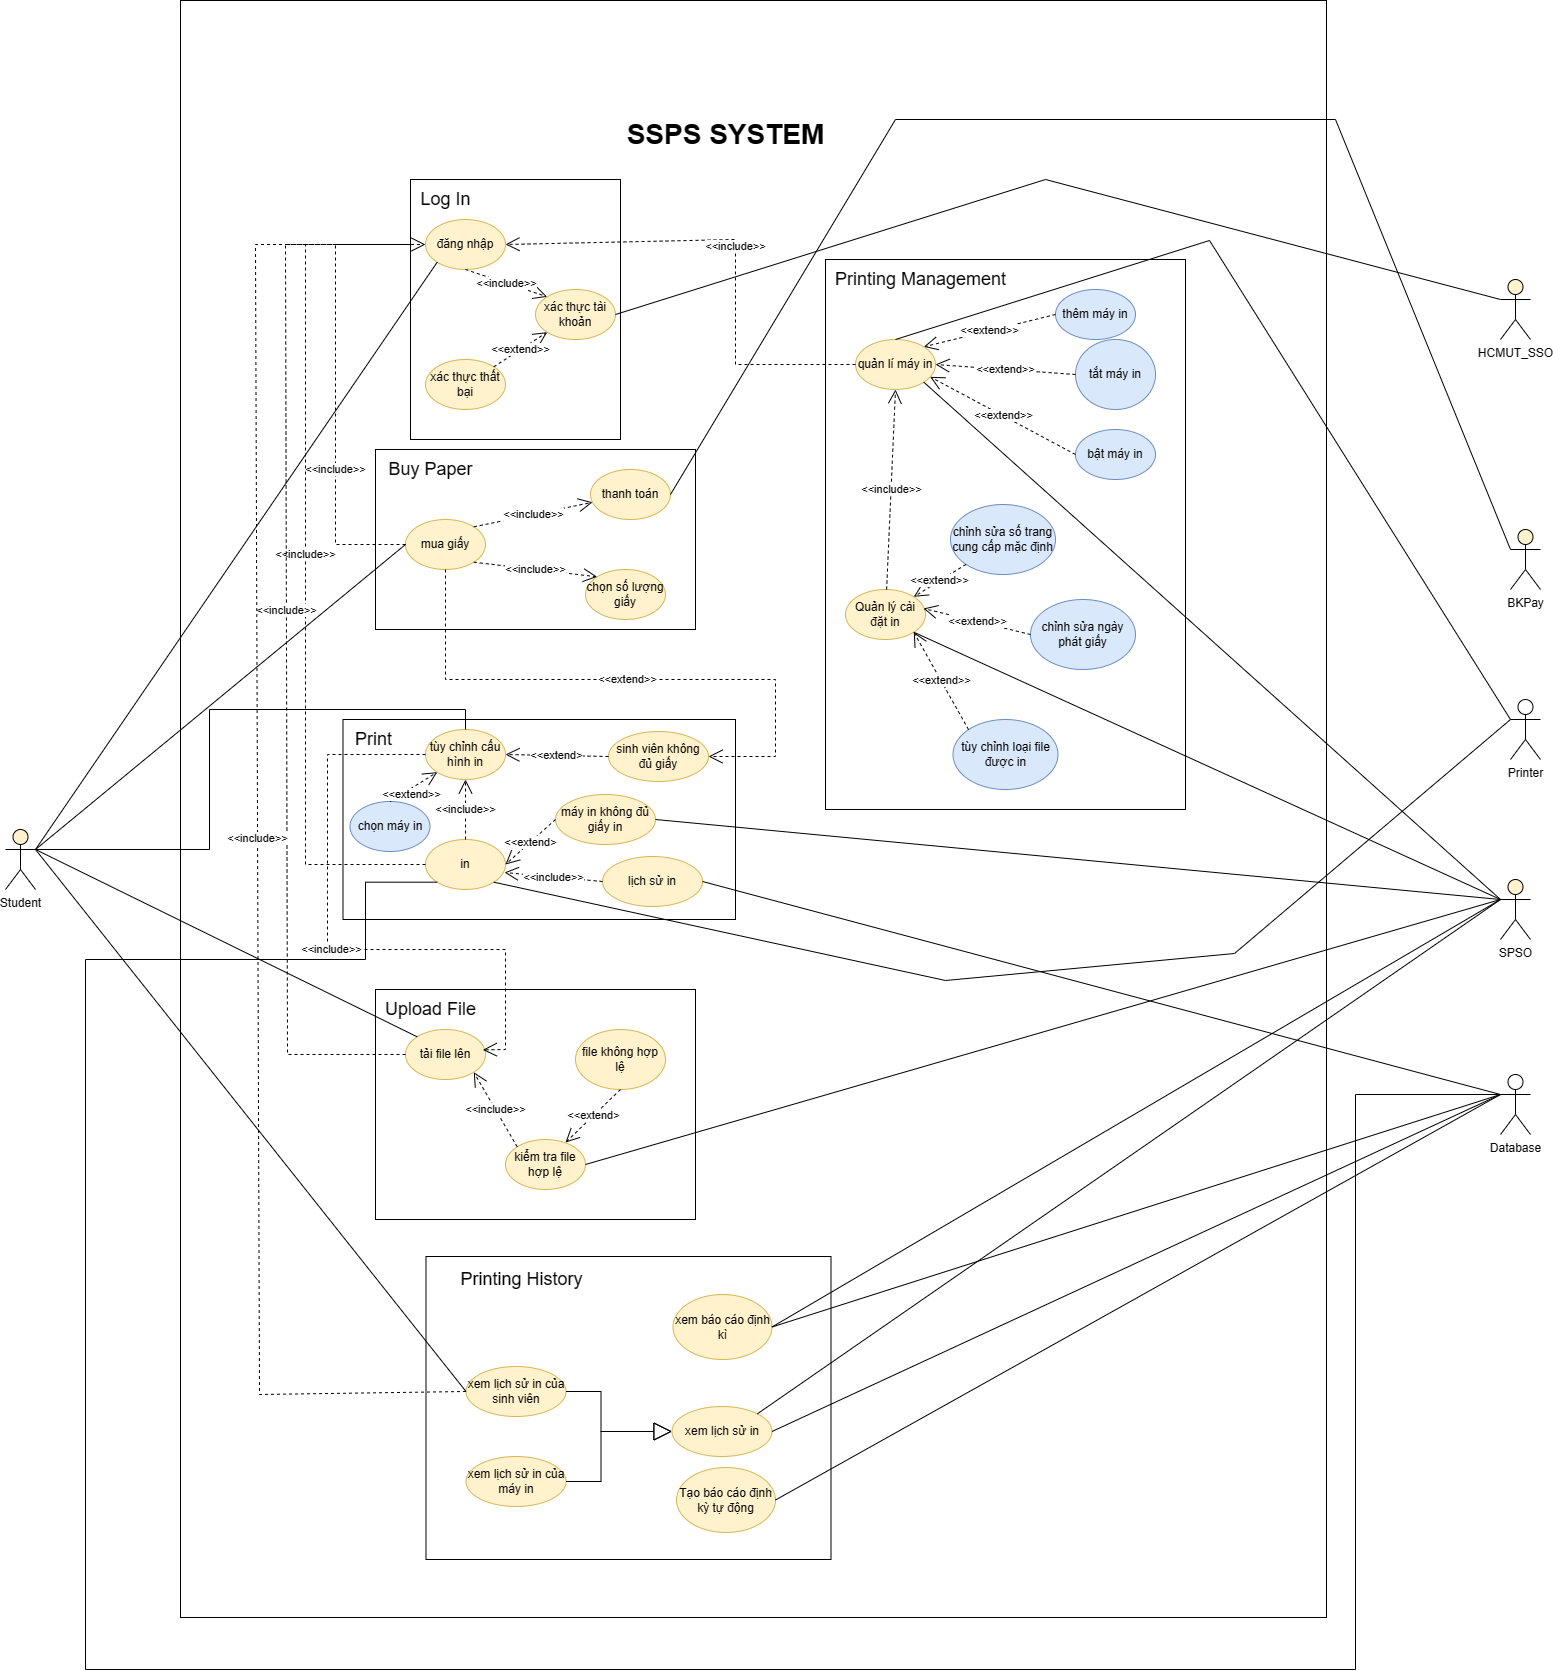 SSPS SYSTEM
Log In
đăng nhập
<<include>>
<<include>>
Printing Management
xác thực tài
khoản
thêm máy in
<<extend>>
<<extend>>
HCMUT_SSO
quản lí máy in
<<extend>>
tắt máy in
xác thực thất
bại
<<extend>>
bật máy in
Buy Paper
<<include>>
thanh toán
<<include>>
<<include>>
mua giấy
chỉnh sửa số trang
cung cấp mặc định
<<include>>
<<include>>
<<extend>>
chọn số lượng
giấy
BKPay
<<include>>
Quản lý cài
đặt in
<<extend>>
chỉnh sửa ngày
phát giấy
<<extend>>
<<extend>>
Print
tùy chỉnh cấu
hình in
<<extend>
sinh viên không
đủ giấy
tùy chỉnh loại file
được in
Printer
<<extend>>
<<include>>
máy in không đủ
giấy in
chọn máy in
<<include>>
<<extend>
in
<<include>>
lịch sử in
Student
<<include>>
SPSO
Upload File
tải file lên
file không hợp
lệ
<<include>>
<<extend>
kiểm tra file
hợp lệ
Database
Printing History
xem báo cáo định
kì
xem lịch sử in của
sinh viên
xem lịch sử in
xem lịch sử in của
máy in
Tạo báo cáo định
kỳ tự động